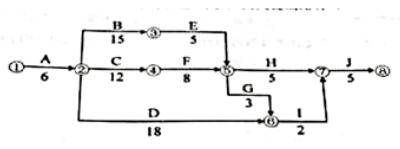 B E
15 ③ 5
A C F H J
① 6 ② 12 ④ 8 ⑤ 5 ⑦ 5 ⑧
G
3
D I
18 ⑥ 2